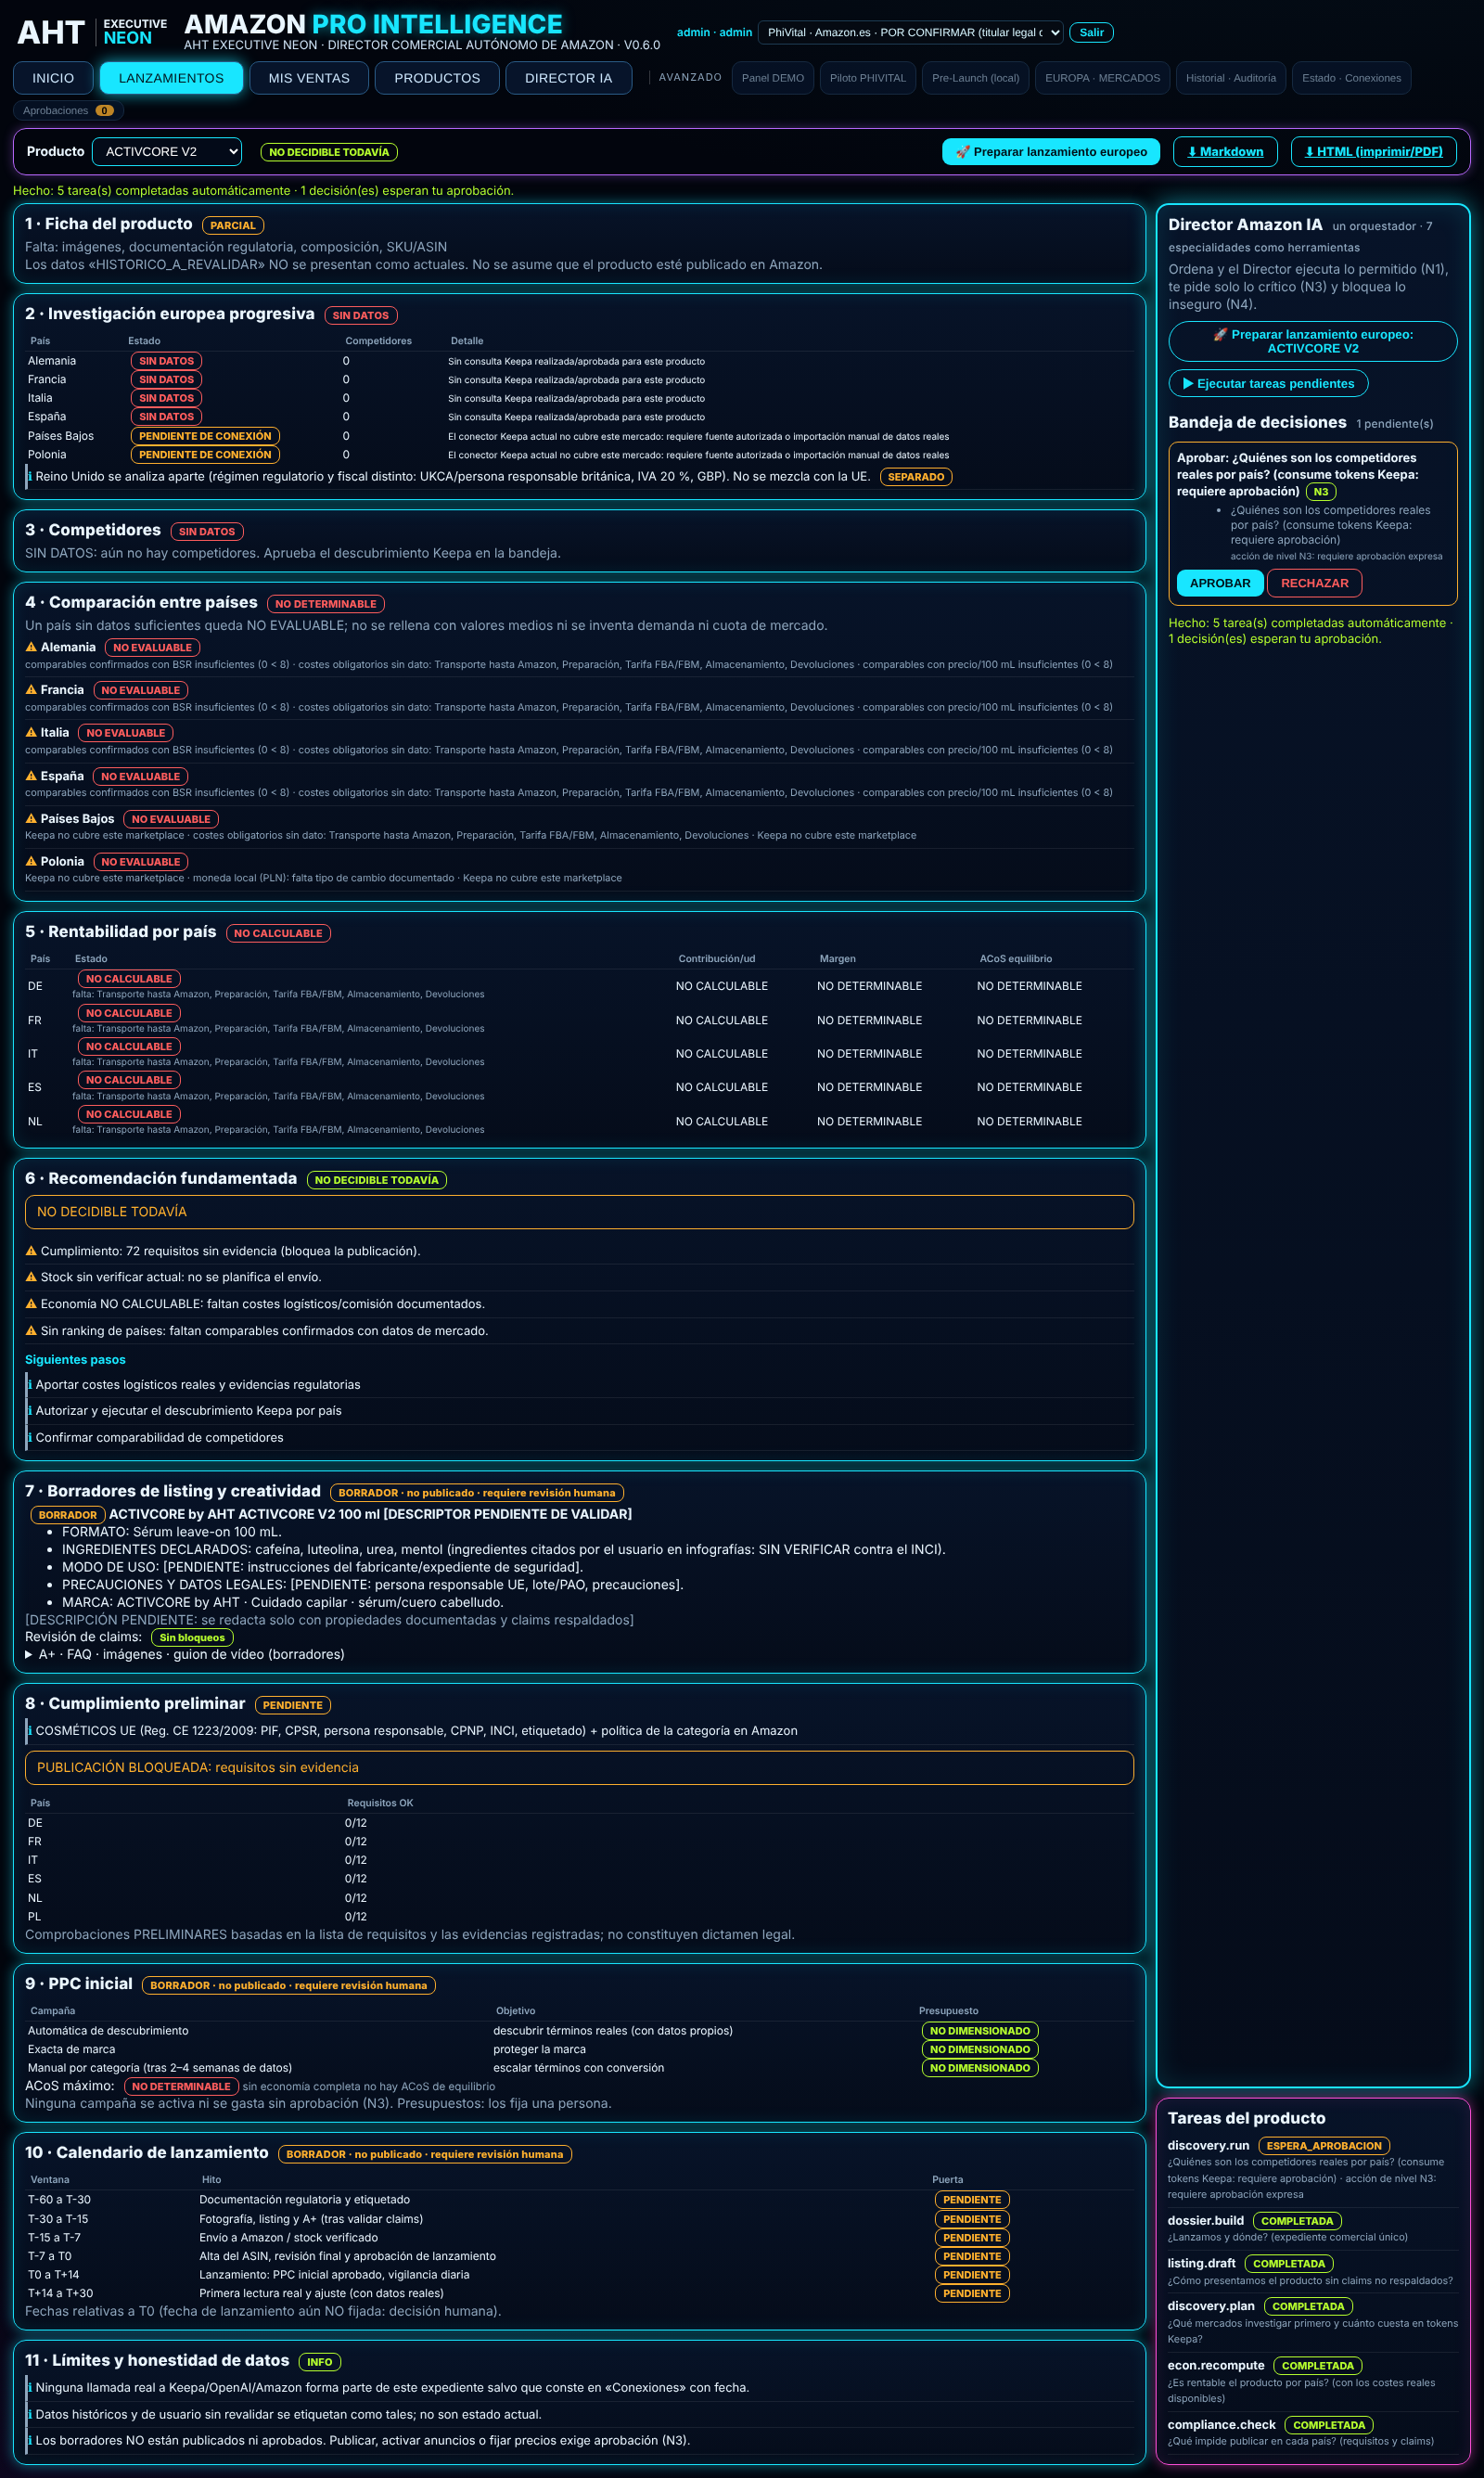 AHT EXECUTIVE NEON
AMAZON PRO INTELLIGENCE
AHT EXECUTIVE NEON · DIRECTOR COMERCIAL AUTÓNOMO DE AMAZON · V0.6.0
admin · admin
PhiVital · Amazon.es · POR CONFIRMAR (titular legal c
Salir
INICIO
LANZAMIENTOS
MIS VENTAS
PRODUCTOS
DIRECTOR IA
AVANZADO
Panel DEMO
Piloto PHIVITAL
Pre-Launch (local)
EUROPA · MERCADOS
Historial · Auditoría
Estado · Conexiones
Aprobaciones 0
Producto ACTIVCORE V2 NO DECIDIBLE TODAVÍA
🚀 Preparar lanzamiento europeo
⬇ Markdown
⬇ HTML (imprimir/PDF)
Hecho: 5 tarea(s) completadas automáticamente · 1 decisión(es) esperan tu aprobación.
1 · Ficha del producto PARCIAL
Falta: imágenes, documentación regulatoria, composición, SKU/ASIN
Los datos «HISTORICO_A_REVALIDAR» NO se presentan como actuales. No se asume que el producto esté publicado en Amazon.
2 · Investigación europea progresiva SIN DATOS
País Estado Competidores Detalle
Alemania SIN DATOS 0 Sin consulta Keepa realizada/aprobada para este producto
Francia SIN DATOS 0 Sin consulta Keepa realizada/aprobada para este producto
Italia SIN DATOS 0 Sin consulta Keepa realizada/aprobada para este producto
España SIN DATOS 0 Sin consulta Keepa realizada/aprobada para este producto
Países Bajos PENDIENTE DE CONEXIÓN 0 El conector Keepa actual no cubre este mercado: requiere fuente autorizada o importación manual de datos reales
Polonia PENDIENTE DE CONEXIÓN 0 El conector Keepa actual no cubre este mercado: requiere fuente autorizada o importación manual de datos reales
ℹ Reino Unido se analiza aparte (régimen regulatorio y fiscal distinto: UKCA/persona responsable británica, IVA 20 %, GBP). No se mezcla con la UE. SEPARADO
3 · Competidores SIN DATOS
SIN DATOS: aún no hay competidores. Aprueba el descubrimiento Keepa en la bandeja.
4 · Comparación entre países NO DETERMINABLE
Un país sin datos suficientes queda NO EVALUABLE; no se rellena con valores medios ni se inventa demanda ni cuota de mercado.
⚠ Alemania NO EVALUABLE
comparables confirmados con BSR insuficientes (0 < 8) · costes obligatorios sin dato: Transporte hasta Amazon, Preparación, Tarifa FBA/FBM, Almacenamiento, Devoluciones · comparables con precio/100 mL insuficientes (0 < 8)
⚠ Francia NO EVALUABLE
comparables confirmados con BSR insuficientes (0 < 8) · costes obligatorios sin dato: Transporte hasta Amazon, Preparación, Tarifa FBA/FBM, Almacenamiento, Devoluciones · comparables con precio/100 mL insuficientes (0 < 8)
⚠ Italia NO EVALUABLE
comparables confirmados con BSR insuficientes (0 < 8) · costes obligatorios sin dato: Transporte hasta Amazon, Preparación, Tarifa FBA/FBM, Almacenamiento, Devoluciones · comparables con precio/100 mL insuficientes (0 < 8)
⚠ España NO EVALUABLE
comparables confirmados con BSR insuficientes (0 < 8) · costes obligatorios sin dato: Transporte hasta Amazon, Preparación, Tarifa FBA/FBM, Almacenamiento, Devoluciones · comparables con precio/100 mL insuficientes (0 < 8)
⚠ Países Bajos NO EVALUABLE
Keepa no cubre este marketplace · costes obligatorios sin dato: Transporte hasta Amazon, Preparación, Tarifa FBA/FBM, Almacenamiento, Devoluciones · Keepa no cubre este marketplace
⚠ Polonia NO EVALUABLE
Keepa no cubre este marketplace · moneda local (PLN): falta tipo de cambio documentado · Keepa no cubre este marketplace
5 · Rentabilidad por país NO CALCULABLE
País Estado Contribución/ud Margen ACoS equilibrio
DE NO CALCULABLE NO CALCULABLE NO DETERMINABLE NO DETERMINABLE
falta: Transporte hasta Amazon, Preparación, Tarifa FBA/FBM, Almacenamiento, Devoluciones
FR NO CALCULABLE NO CALCULABLE NO DETERMINABLE NO DETERMINABLE
falta: Transporte hasta Amazon, Preparación, Tarifa FBA/FBM, Almacenamiento, Devoluciones
IT NO CALCULABLE NO CALCULABLE NO DETERMINABLE NO DETERMINABLE
falta: Transporte hasta Amazon, Preparación, Tarifa FBA/FBM, Almacenamiento, Devoluciones
ES NO CALCULABLE NO CALCULABLE NO DETERMINABLE NO DETERMINABLE
falta: Transporte hasta Amazon, Preparación, Tarifa FBA/FBM, Almacenamiento, Devoluciones
NL NO CALCULABLE NO CALCULABLE NO DETERMINABLE NO DETERMINABLE
falta: Transporte hasta Amazon, Preparación, Tarifa FBA/FBM, Almacenamiento, Devoluciones
6 · Recomendación fundamentada NO DECIDIBLE TODAVÍA
NO DECIDIBLE TODAVÍA
⚠ Cumplimiento: 72 requisitos sin evidencia (bloquea la publicación).
⚠ Stock sin verificar actual: no se planifica el envío.
⚠ Economía NO CALCULABLE: faltan costes logísticos/comisión documentados.
⚠ Sin ranking de países: faltan comparables confirmados con datos de mercado.
Siguientes pasos
ℹ Aportar costes logísticos reales y evidencias regulatorias
ℹ Autorizar y ejecutar el descubrimiento Keepa por país
ℹ Confirmar comparabilidad de competidores
7 · Borradores de listing y creatividad BORRADOR · no publicado · requiere revisión humana
BORRADOR ACTIVCORE by AHT ACTIVCORE V2 100 ml [DESCRIPTOR PENDIENTE DE VALIDAR]
• FORMATO: Sérum leave-on 100 mL.
• INGREDIENTES DECLARADOS: cafeína, luteolina, urea, mentol (ingredientes citados por el usuario en infografías: SIN VERIFICAR contra el INCI).
• MODO DE USO: [PENDIENTE: instrucciones del fabricante/expediente de seguridad].
• PRECAUCIONES Y DATOS LEGALES: [PENDIENTE: persona responsable UE, lote/PAO, precauciones].
• MARCA: ACTIVCORE by AHT · Cuidado capilar · sérum/cuero cabelludo.
[DESCRIPCIÓN PENDIENTE: se redacta solo con propiedades documentadas y claims respaldados]
Revisión de claims: Sin bloqueos
▶ A+ · FAQ · imágenes · guion de vídeo (borradores)
8 · Cumplimiento preliminar PENDIENTE
ℹ COSMÉTICOS UE (Reg. CE 1223/2009: PIF, CPSR, persona responsable, CPNP, INCI, etiquetado) + política de la categoría en Amazon
PUBLICACIÓN BLOQUEADA: requisitos sin evidencia
País Requisitos OK
DE 0/12
FR 0/12
IT 0/12
ES 0/12
NL 0/12
PL 0/12
Comprobaciones PRELIMINARES basadas en la lista de requisitos y las evidencias registradas; no constituyen dictamen legal.
9 · PPC inicial BORRADOR · no publicado · requiere revisión humana
Campaña Objetivo Presupuesto
Automática de descubrimiento descubrir términos reales (con datos propios) NO DIMENSIONADO
Exacta de marca proteger la marca NO DIMENSIONADO
Manual por categoría (tras 2–4 semanas de datos) escalar términos con conversión NO DIMENSIONADO
ACoS máximo: NO DETERMINABLE sin economía completa no hay ACoS de equilibrio
Ninguna campaña se activa ni se gasta sin aprobación (N3). Presupuestos: los fija una persona.
10 · Calendario de lanzamiento BORRADOR · no publicado · requiere revisión humana
Ventana Hito Puerta
T-60 a T-30 Documentación regulatoria y etiquetado PENDIENTE
T-30 a T-15 Fotografía, listing y A+ (tras validar claims) PENDIENTE
T-15 a T-7 Envío a Amazon / stock verificado PENDIENTE
T-7 a T0 Alta del ASIN, revisión final y aprobación de lanzamiento PENDIENTE
T0 a T+14 Lanzamiento: PPC inicial aprobado, vigilancia diaria PENDIENTE
T+14 a T+30 Primera lectura real y ajuste (con datos reales) PENDIENTE
Fechas relativas a T0 (fecha de lanzamiento aún NO fijada: decisión humana).
11 · Límites y honestidad de datos INFO
ℹ Ninguna llamada real a Keepa/OpenAI/Amazon forma parte de este expediente salvo que conste en «Conexiones» con fecha.
ℹ Datos históricos y de usuario sin revalidar se etiquetan como tales; no son estado actual.
ℹ Los borradores NO están publicados ni aprobados. Publicar, activar anuncios o fijar precios exige aprobación (N3).
Director Amazon IA un orquestador · 7
especialidades como herramientas
Ordena y el Director ejecuta lo permitido (N1),
te pide solo lo crítico (N3) y bloquea lo
inseguro (N4).
🚀 Preparar lanzamiento europeo:
ACTIVCORE V2
▶ Ejecutar tareas pendientes
Bandeja de decisiones 1 pendiente(s)
Aprobar: ¿Quiénes son los competidores
reales por país? (consume tokens Keepa:
requiere aprobación) N3
• ¿Quiénes son los competidores reales
por país? (consume tokens Keepa:
requiere aprobación)
acción de nivel N3: requiere aprobación expresa
APROBAR RECHAZAR
Hecho: 5 tarea(s) completadas automáticamente ·
1 decisión(es) esperan tu aprobación.
Tareas del producto
discovery.run ESPERA_APROBACION
¿Quiénes son los competidores reales por país? (consume
tokens Keepa: requiere aprobación) · acción de nivel N3:
requiere aprobación expresa
dossier.build COMPLETADA
¿Lanzamos y dónde? (expediente comercial único)
listing.draft COMPLETADA
¿Cómo presentamos el producto sin claims no respaldados?
discovery.plan COMPLETADA
¿Qué mercados investigar primero y cuánto cuesta en tokens
Keepa?
econ.recompute COMPLETADA
¿Es rentable el producto por país? (con los costes reales
disponibles)
compliance.check COMPLETADA
¿Qué impide publicar en cada país? (requisitos y claims)